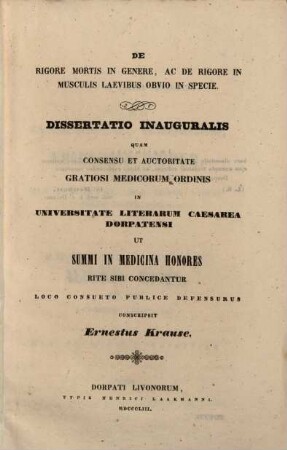 DE
RIGORE MORTIS IN GENERE, AC DE RIGORE IN
MUSCULIS LAEVIBUS OBVIO IN SPECIE.
DISSERTATIO INAUGURALIS
QUAM
CONSENSU ET AUCTORITATE
GRATIOSI MEDICORUM ORDINIS
IN
UNIVERSITATE LITERARUM CAESAREA
DORPATENSI
UT
SUMMI IN MEDICINA HONORES
RITE SIBI CONCEDANTUR
LOCO CONSUETO PUBLICE DEFENSURUS
CONSCRIPSIT
Ernestus Krause.
DORPATI LIVONORUM,
TYPIS HENRICI LAAKMANNI.
MDCCCLIII.